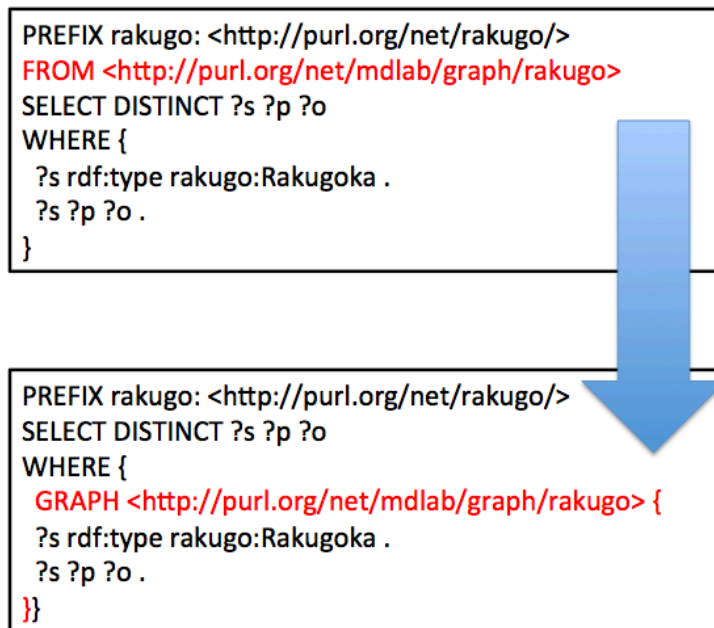 PREFIX rakugo: <http://purl.org/net/rakugo/>
FROM <http://purl.org/net/mdlab/graph/rakugo>
SELECT DISTINCT ?s ?p ?o
WHERE {
?s rdf:type rakugo:Rakugoka .
?s ?p ?o .
}
PREFIX rakugo: <http://purl.org/net/rakugo/>
SELECT DISTINCT ?s ?p ?o
WHERE {
GRAPH <http://purl.org/net/mdlab/graph/rakugo> {
?s rdf:type rakugo:Rakugoka .
?s ?p ?o .
}}